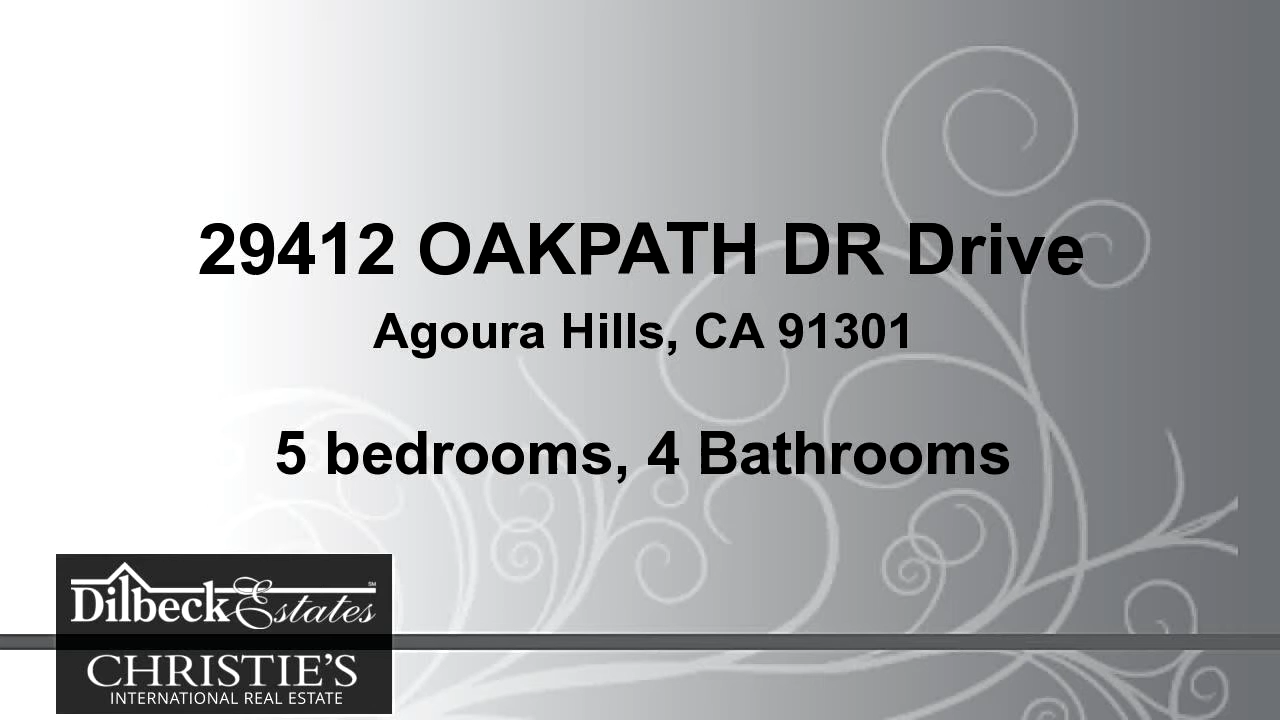 29412 OAKPATH DR Drive
Agoura Hills, CA 91301
5 bedrooms, 4 Bathrooms
Dilbeck Estates SM
CHRISTIE'S
INTERNATIONAL REAL ESTATE